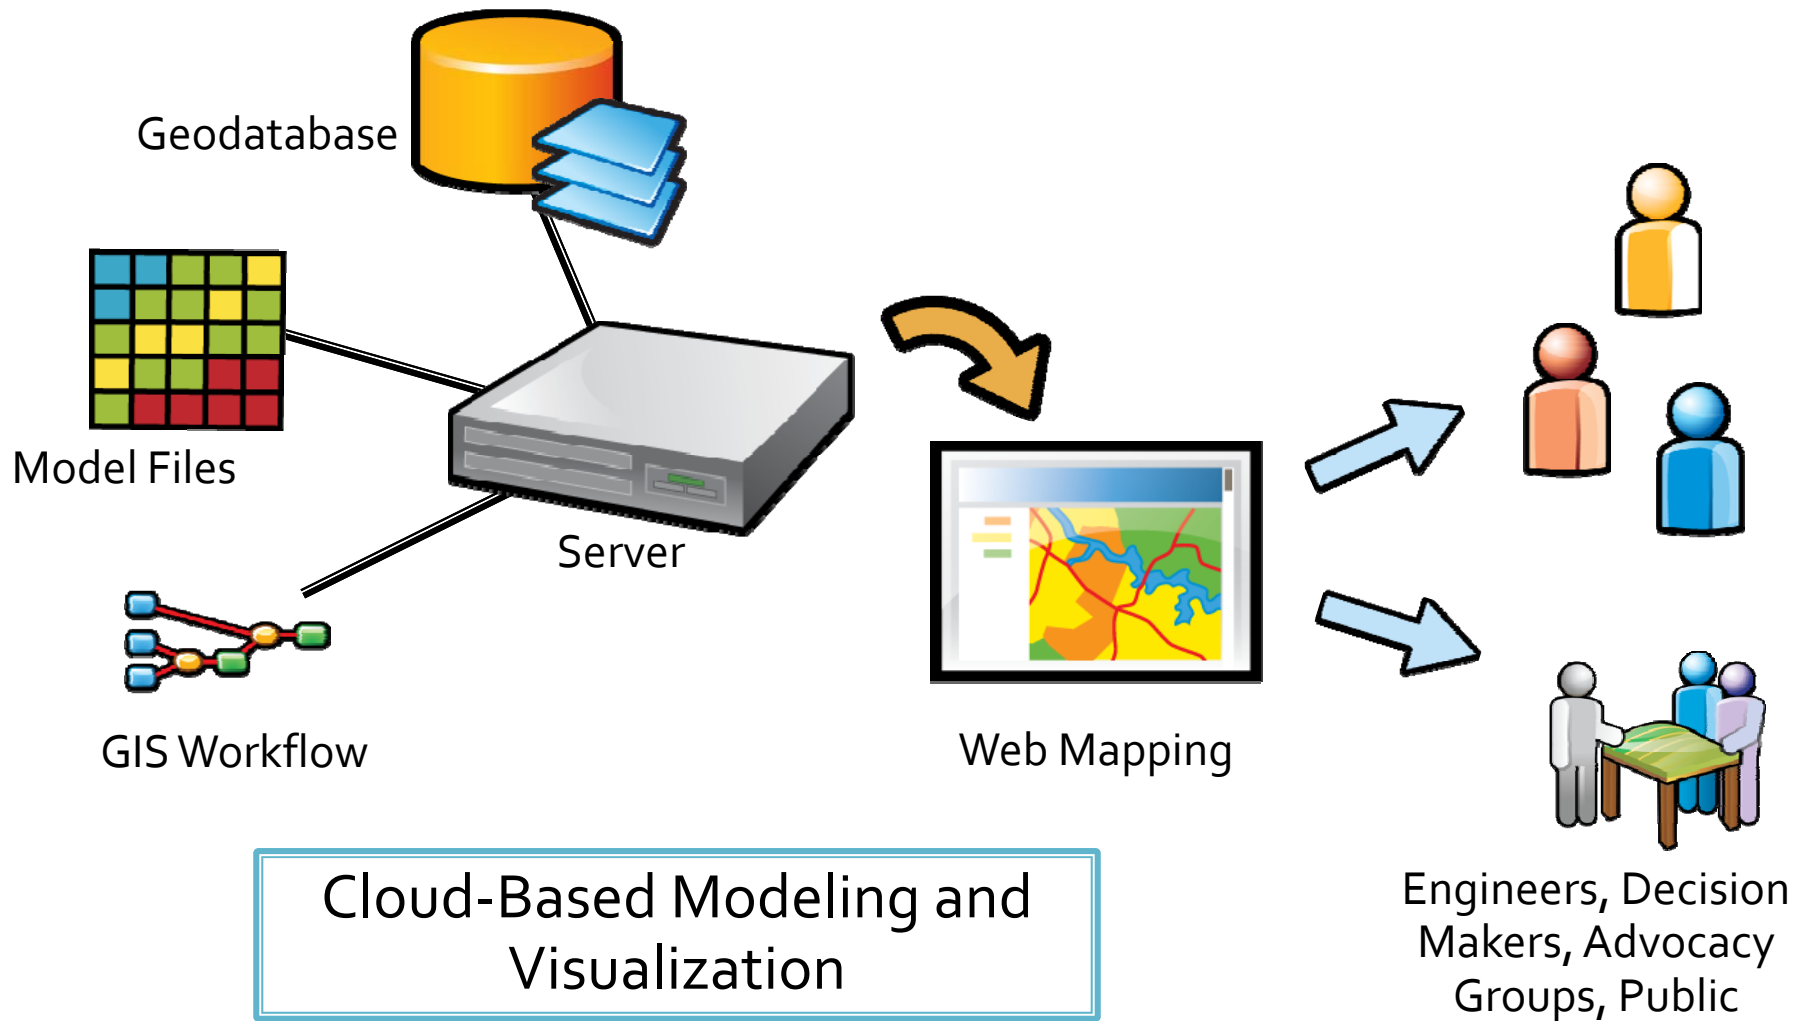 Geodatabase
Model Files
Server
GIS Workflow
Web Mapping
Cloud-Based Modeling and
Visualization
Engineers, Decision
Makers, Advocacy
Groups, Public